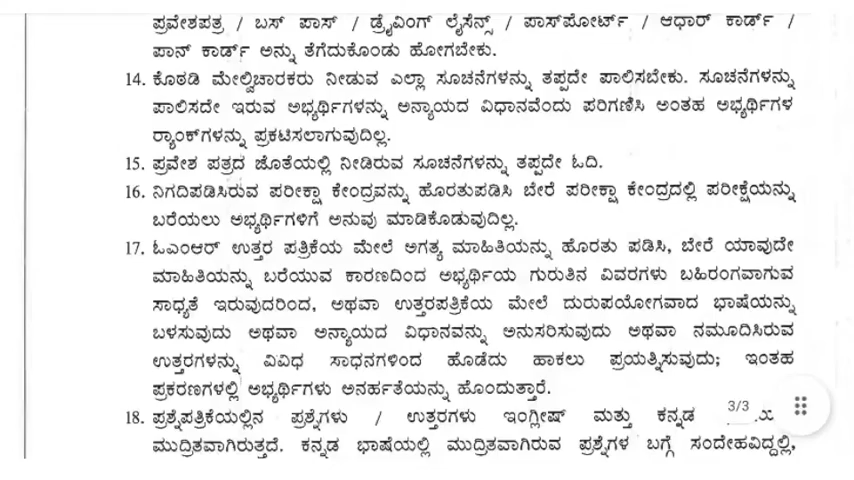 ಪ್ರವೇಶಪತ್ರ / ಬಸ್ ಪಾಸ್ / ಡ್ರೈವಿಂಗ್ ಲೈಸೆನ್ಸ್ / ಪಾಸ್‌ಪೋರ್ಟ್ / ಆಧಾರ್ ಕಾರ್ಡ್ /
ಪಾನ್ ಕಾರ್ಡ್ ಅನ್ನು ತೆಗೆದುಕೊಂಡು ಹೋಗಬೇಕು.
14. ಕೊಠಡಿ ಮೇಲ್ವಿಚಾರಕರು ನೀಡುವ ಎಲ್ಲಾ ಸೂಚನೆಗಳನ್ನು ತಪ್ಪದೇ ಪಾಲಿಸಬೇಕು. ಸೂಚನೆಗಳನ್ನು
ಪಾಲಿಸದೇ ಇರುವ ಅಭ್ಯರ್ಥಿಗಳನ್ನು ಅನ್ಯಾಯದ ವಿಧಾನವೆಂದು ಪರಿಗಣಿಸಿ ಅಂತಹ ಅಭ್ಯರ್ಥಿಗಳ
ರ‍್ಯಾಂಕ್‌ಗಳನ್ನು ಪ್ರಕಟಿಸಲಾಗುವುದಿಲ್ಲ.
15. ಪ್ರವೇಶ ಪತ್ರದ ಜೊತೆಯಲ್ಲಿ ನೀಡಿರುವ ಸೂಚನೆಗಳನ್ನು ತಪ್ಪದೇ ಓದಿ.
16. ನಿಗದಿಪಡಿಸಿರುವ ಪರೀಕ್ಷಾ ಕೇಂದ್ರವನ್ನು ಹೊರತುಪಡಿಸಿ ಬೇರೆ ಪರೀಕ್ಷಾ ಕೇಂದ್ರದಲ್ಲಿ ಪರೀಕ್ಷೆಯನ್ನು
ಬರೆಯಲು ಅಭ್ಯರ್ಥಿಗಳಿಗೆ ಅನುವು ಮಾಡಿಕೊಡುವುದಿಲ್ಲ.
17. ಓಎಂಆರ್ ಉತ್ತರ ಪತ್ರಿಕೆಯ ಮೇಲೆ ಅಗತ್ಯ ಮಾಹಿತಿಯನ್ನು ಹೊರತು ಪಡಿಸಿ, ಬೇರೆ ಯಾವುದೇ
ಮಾಹಿತಿಯನ್ನು ಬರೆಯುವ ಕಾರಣದಿಂದ ಅಭ್ಯರ್ಥಿಯ ಗುರುತಿನ ವಿವರಗಳು ಬಹಿರಂಗವಾಗುವ
ಸಾಧ್ಯತೆ ಇರುವುದರಿಂದ, ಅಥವಾ ಉತ್ತರಪತ್ರಿಕೆಯ ಮೇಲೆ ದುರುಪಯೋಗವಾದ ಭಾಷೆಯನ್ನು
ಬಳಸುವುದು ಅಥವಾ ಅನ್ಯಾಯದ ವಿಧಾನವನ್ನು ಅನುಸರಿಸುವುದು ಅಥವಾ ನಮೂದಿಸಿರುವ
ಉತ್ತರಗಳನ್ನು ವಿವಿಧ ಸಾಧನಗಳಿಂದ ಹೊಡೆದು ಹಾಕಲು ಪ್ರಯತ್ನಿಸುವುದು; ಇಂತಹ
ಪ್ರಕರಣಗಳಲ್ಲಿ ಅಭ್ಯರ್ಥಿಗಳು ಅನರ್ಹತೆಯನ್ನು ಹೊಂದುತ್ತಾರೆ.
18. ಪ್ರಶ್ನೆಪತ್ರಿಕೆಯಲ್ಲಿನ ಪ್ರಶ್ನೆಗಳು / ಉತ್ತರಗಳು ಇಂಗ್ಲೀಷ್ ಮತ್ತು ಕನ್ನಡ 3/3
ಮುದ್ರಿತವಾಗಿರುತ್ತದೆ. ಕನ್ನಡ ಭಾಷೆಯಲ್ಲಿ ಮುದ್ರಿತವಾಗಿರುವ ಪ್ರಶ್ನೆಗಳ ಬಗ್ಗೆ ಸಂದೇಹವಿದ್ದಲ್ಲಿ,